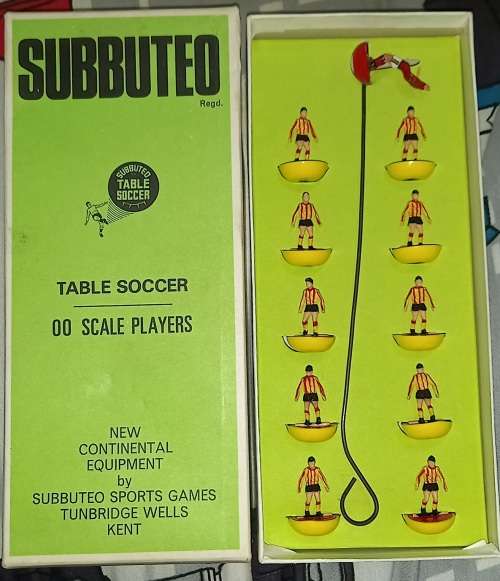 SUBBUTEO
Regd.
SUBBUTEO
TABLE
SOCCER
TABLE SOCCER
00 SCALE PLAYERS
NEW
CONTINENTAL
EQUIPMENT
by
SUBBUTEO SPORTS GAMES
TUNBRIDGE WELLS
KENT